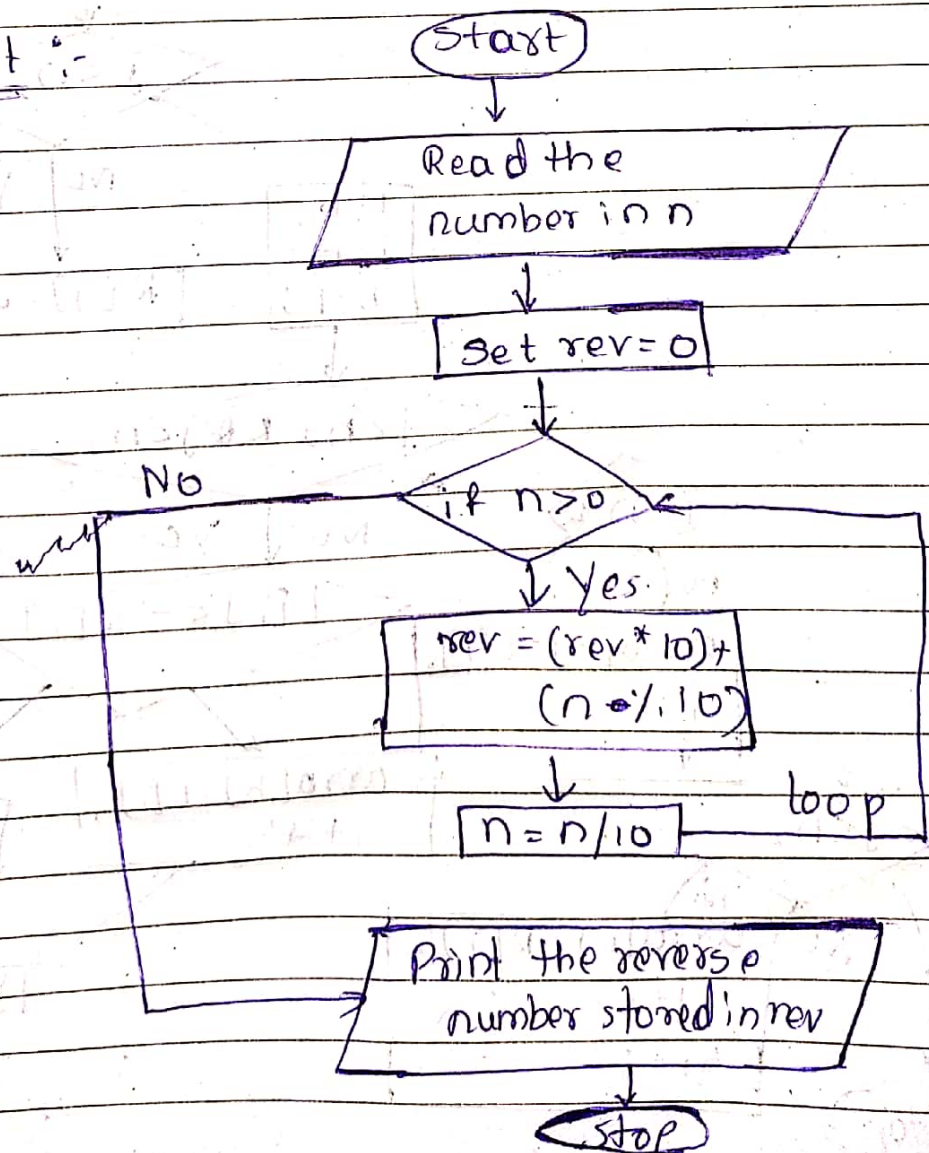 t :-
Start
Read the
number in n
Set rev=0
No
if n>0
Yes.
rev = (rev * 10)+
(n %10)
n=n/10
loop
Print the reverse
number stored in rev
Stop